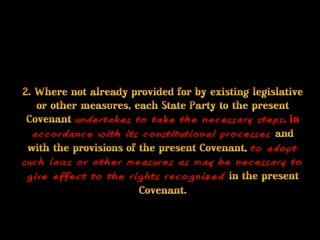 2. Where not already provided for by existing legislative
or other measures, each State Party to the present
Covenant undertakes to take the necessary steps, in
accordance with its constitutional processes and
with the provisions of the present Covenant, to adopt
such laws or other measures as may be necessary to
give effect to the rights recognized in the present
Covenant.